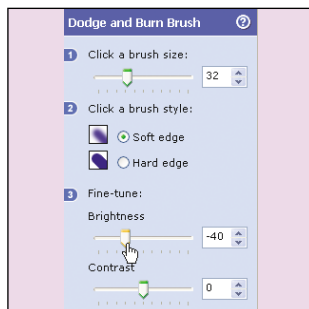 Dodge and Burn Brush ?
1 Click a brush size:
32
2 Click a brush style:
Soft edge
Hard edge
3 Fine-tune:
Brightness
-40
Contrast
0